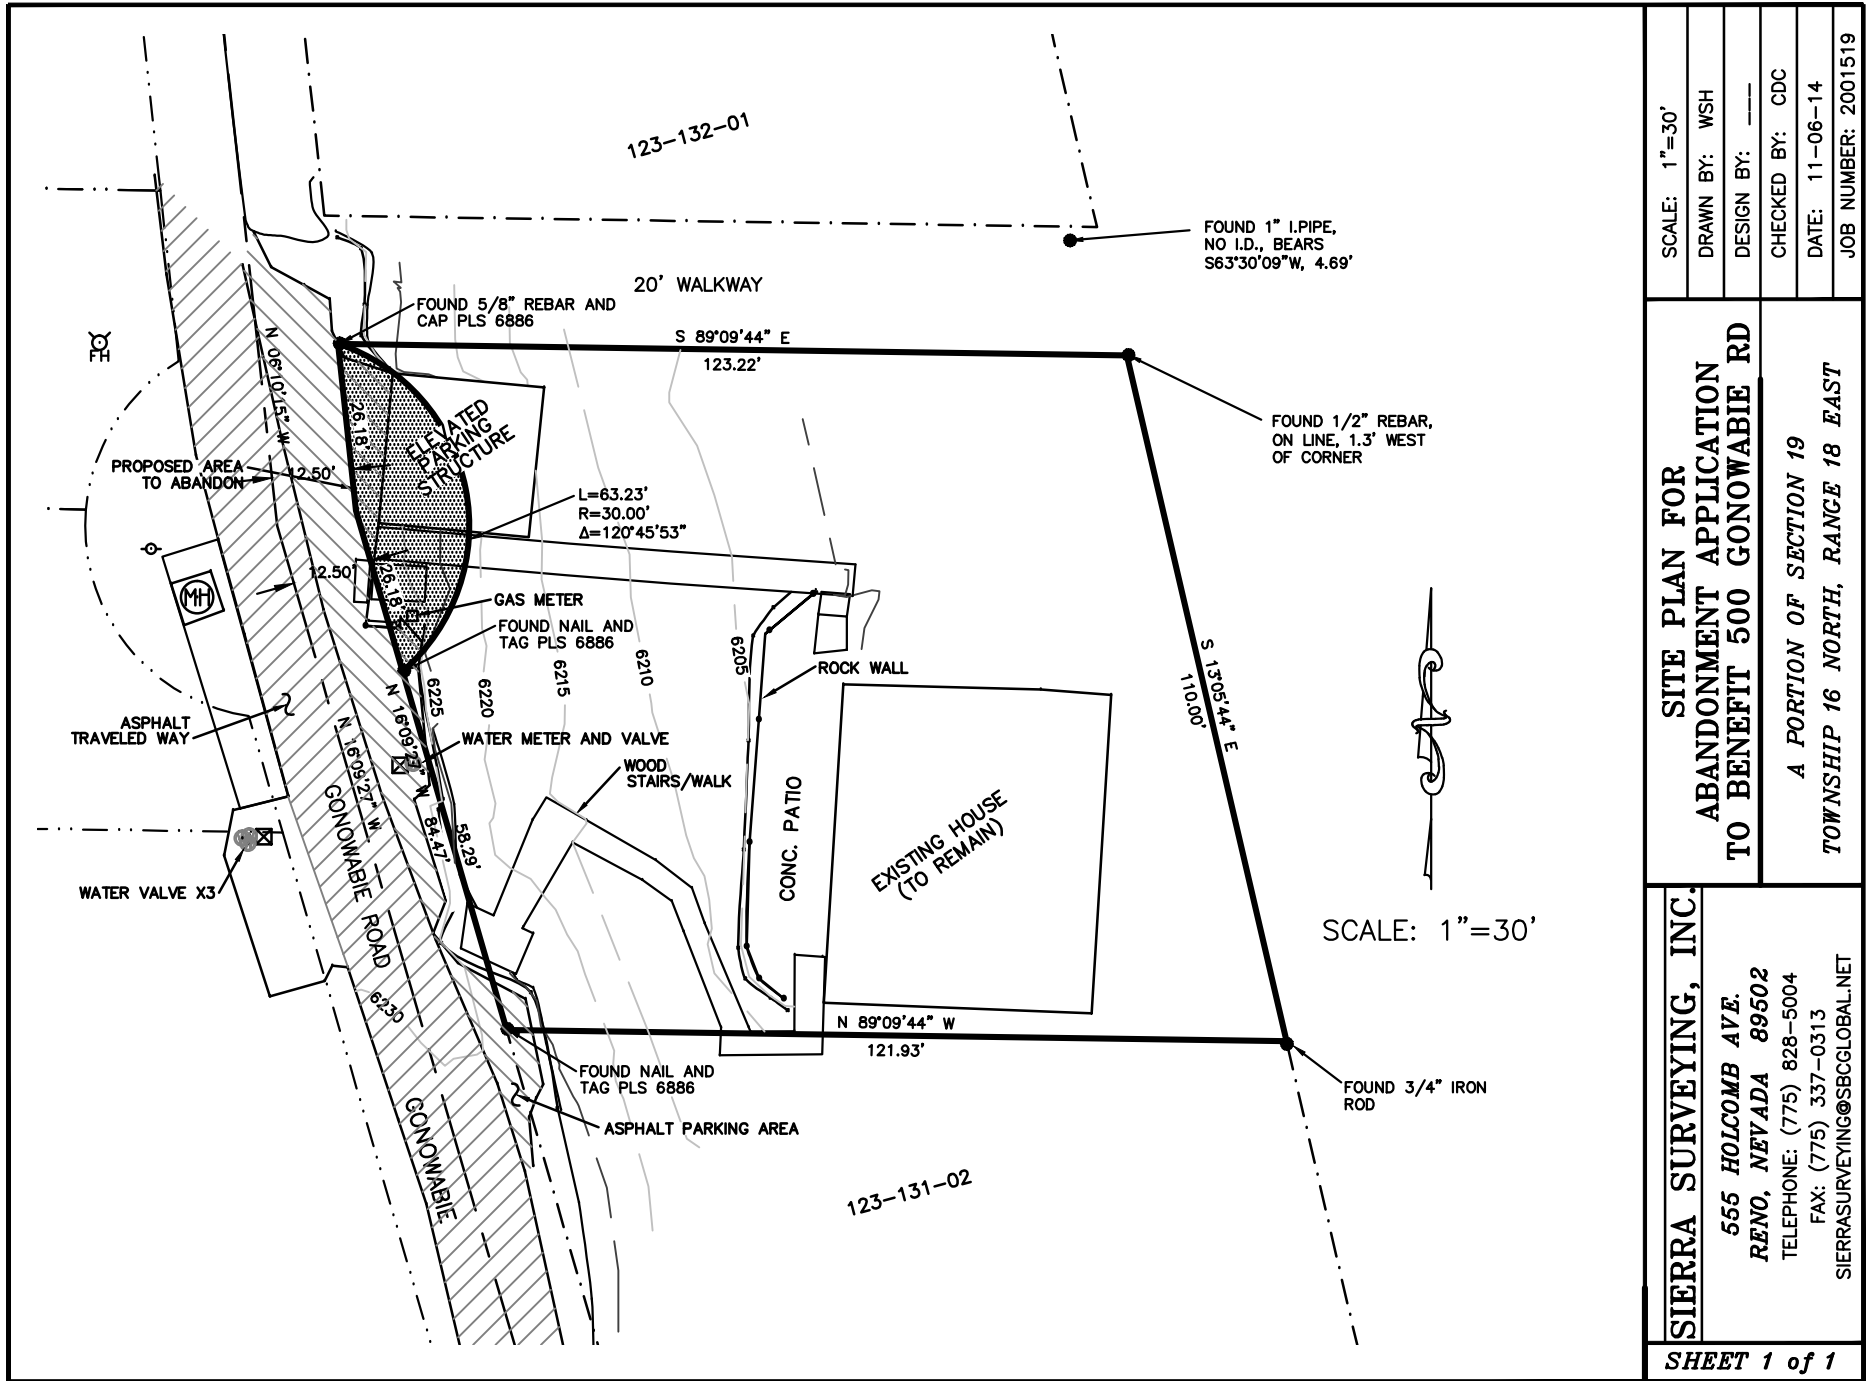 123-132-01
FOUND 1" I.PIPE,
NO I.D., BEARS
S63°30'09"W, 4.69'
20' WALKWAY
FOUND 5/8" REBAR AND
CAP PLS 6886
S 89°09'44" E
123.22'
FH
N 06°10'15" W
26.18'
ELEVATED
PARKING
STRUCTURE
FOUND 1/2" REBAR,
ON LINE, 1.3' WEST
OF CORNER
PROPOSED AREA
TO ABANDON
12.50'
L=63.23'
R=30.00'
Δ=120°45'53"
12.50'
26.18'
MH
GAS METER
FOUND NAIL AND
TAG PLS 6886
6225
6220
6215
6210
6205
ROCK WALL
S 13°05'44" E
110.00'
ASPHALT
TRAVELED WAY
N 16°09'27" W
N 16°09'27" W
WATER METER AND VALVE
WOOD
STAIRS/WALK
84.47'
58.29'
CONC. PATIO
EXISTING HOUSE
(TO REMAIN)
WATER VALVE X3
GONOWABIE ROAD
6230
SCALE: 1"=30'
N 89°09'44" W
121.93'
FOUND NAIL AND
TAG PLS 6886
FOUND 3/4" IRON
ROD
GONOWABIE
ASPHALT PARKING AREA
123-131-02
SCALE: 1"=30'
DRAWN BY: WSH
DESIGN BY: ___
CHECKED BY: CDC
DATE: 11-06-14
JOB NUMBER: 2001519
SITE PLAN FOR
ABANDONMENT APPLICATION
TO BENEFIT 500 GONOWABIE RD
A PORTION OF SECTION 19
TOWNSHIP 16 NORTH, RANGE 18 EAST
SIERRA SURVEYING, INC.
555 HOLCOMB AVE.
RENO, NEVADA 89502
TELEPHONE: (775) 828-5004
FAX: (775) 337-0313
SIERRASURVEYING@SBCGLOBAL.NET
SHEET 1 of 1